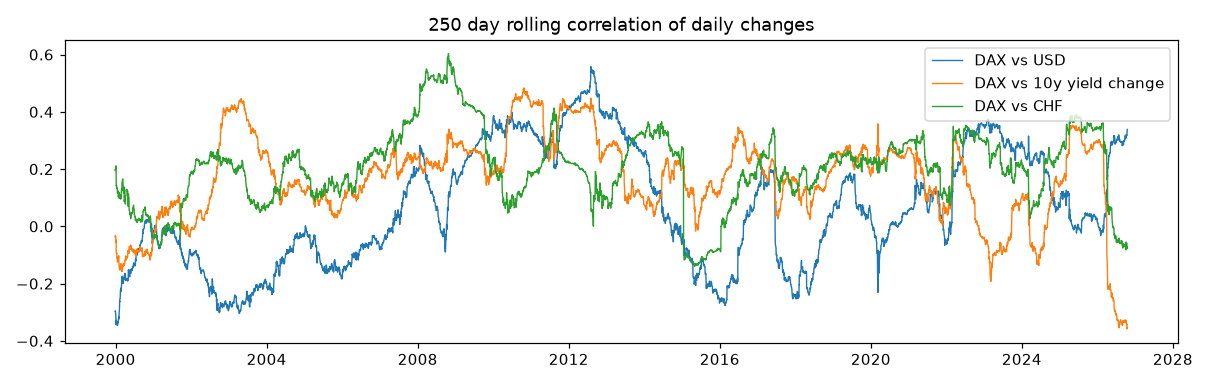 250 day rolling correlation of daily changes
DAX vs USD
DAX vs 10y yield change
DAX vs CHF
0.6
0.4
0.2
0.0
−0.2
−0.4
2000 2004 2008 2012 2016 2020 2024 2028